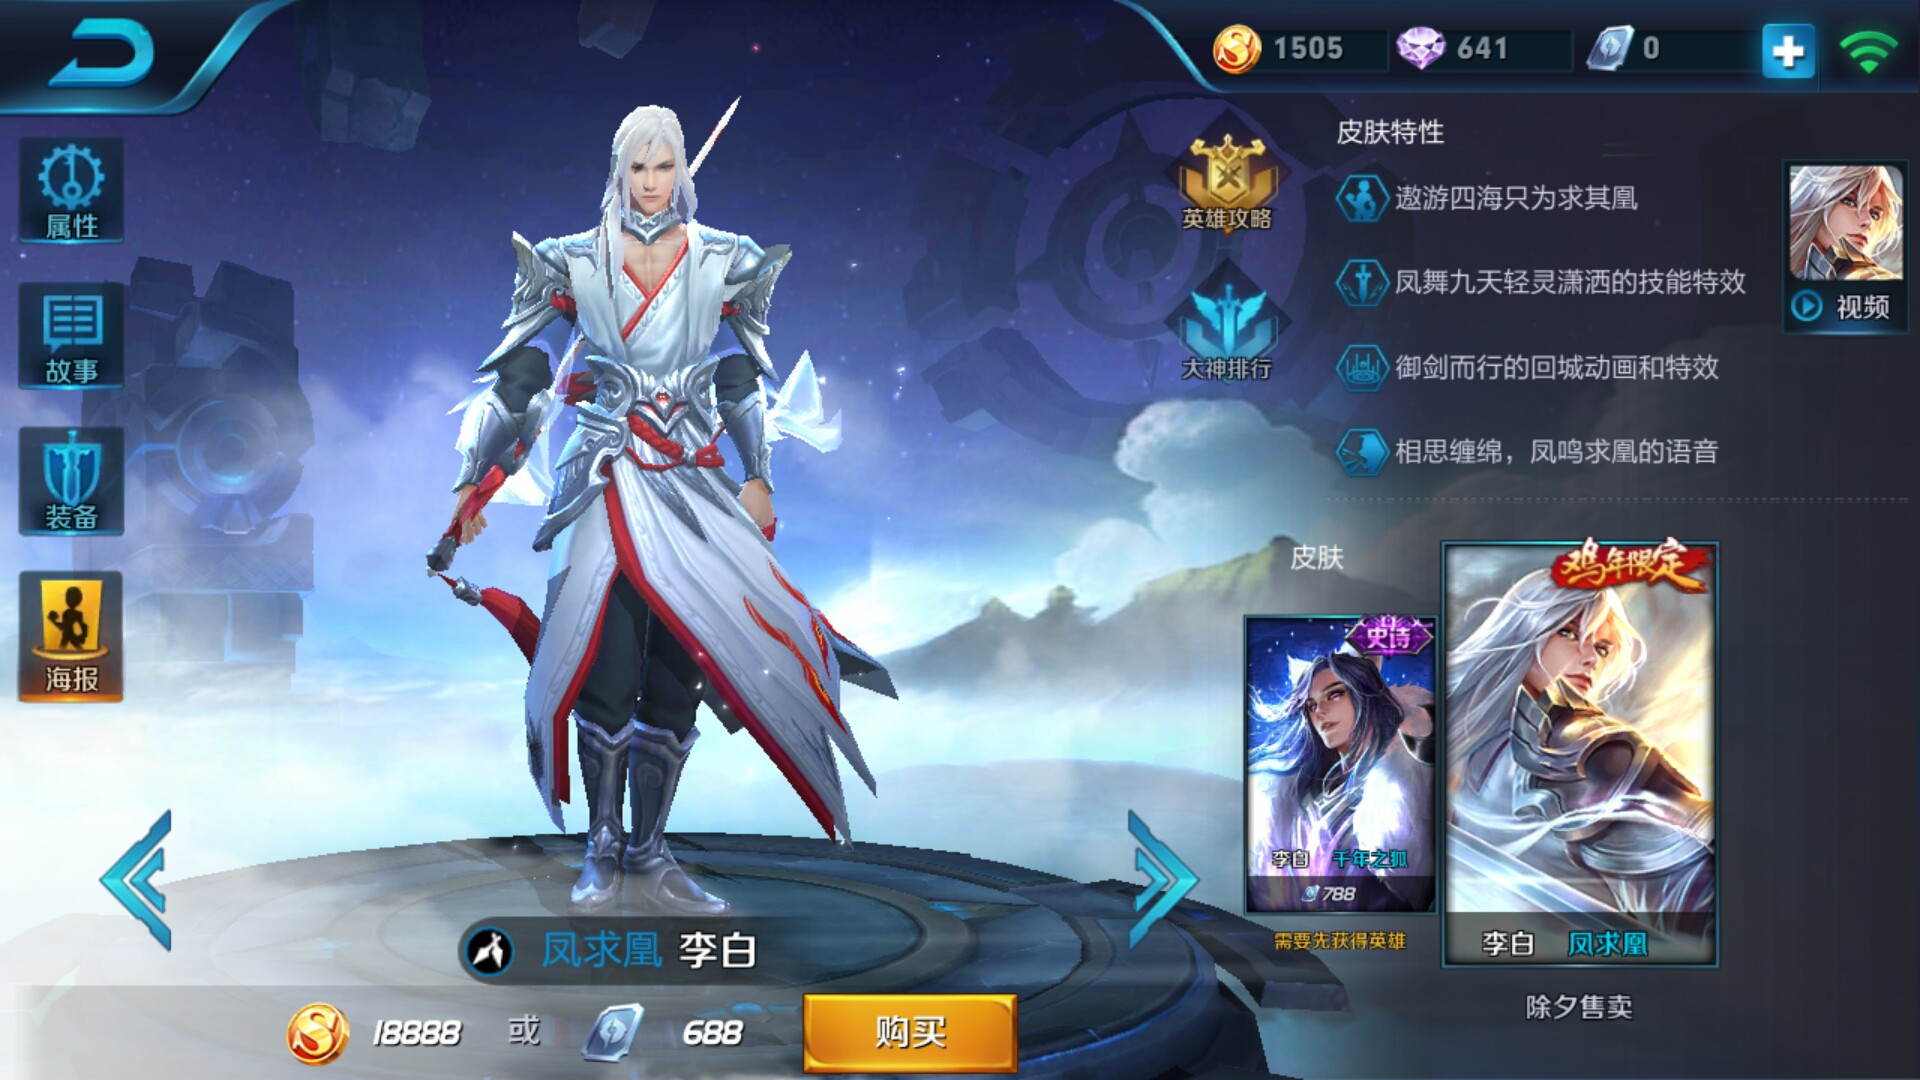 1505
641
0
属性
故事
装备
海报
英雄攻略
大神排行
皮肤特性
遨游四海只为求其凰
凤舞九天轻灵潇洒的技能特效
御剑而行的回城动画和特效
相思缠绵，凤鸣求凰的语音
视频
皮肤
史诗
李白 千年之狐
788
需要先获得英雄
鸡年限定
李白 凤求凰
除夕售卖
凤求凰 李白
18888 或 688
购买